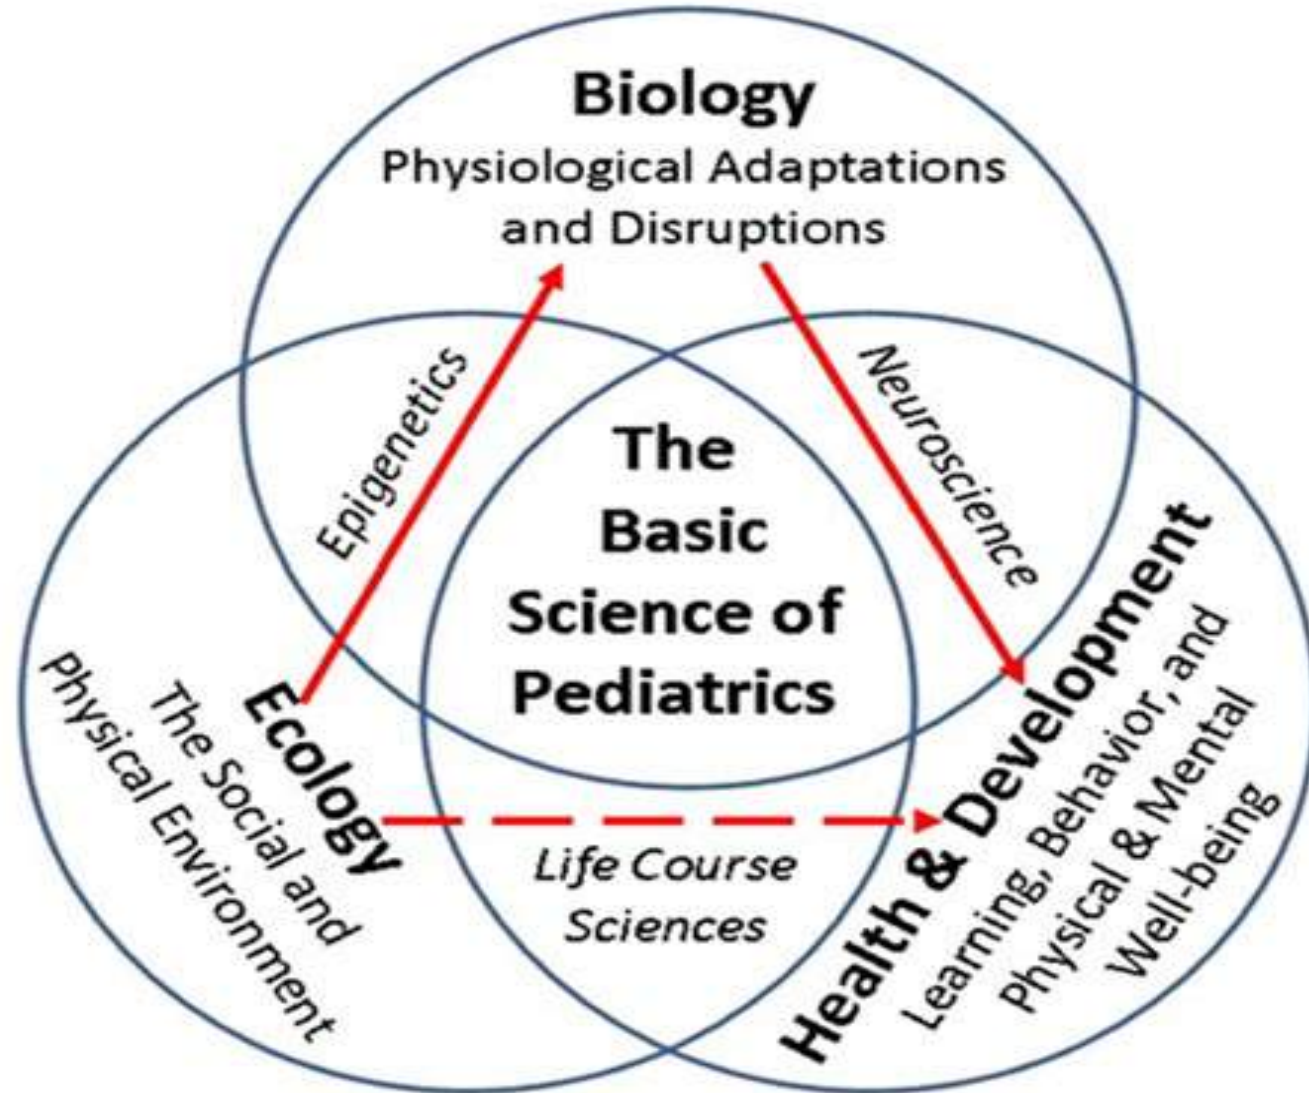 Biology
Physiological Adaptations
and Disruptions
Epigenetics
Neuroscience
The
Basic
Science of
Pediatrics
Ecology
The Social and
Physical Environment
Life Course
Sciences
Health & Development
Learning, Behavior, and
Physical & Mental
Well-being